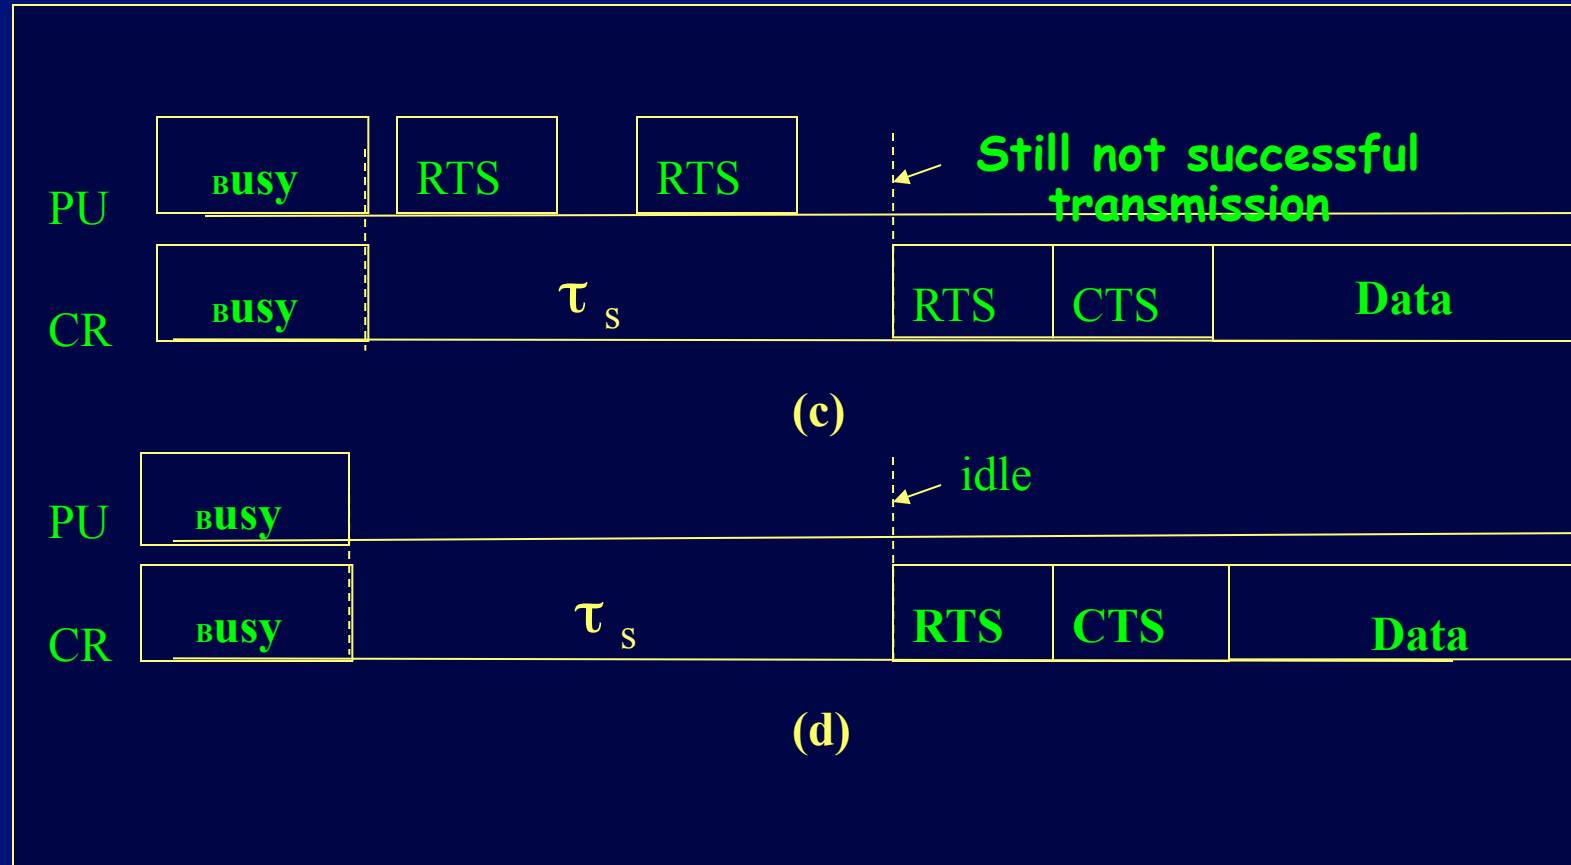 PU Busy RTS RTS Still not successful
transmission
CR Busy τ s RTS CTS Data
(c)
PU Busy idle
CR Busy τ s RTS CTS Data
(d)